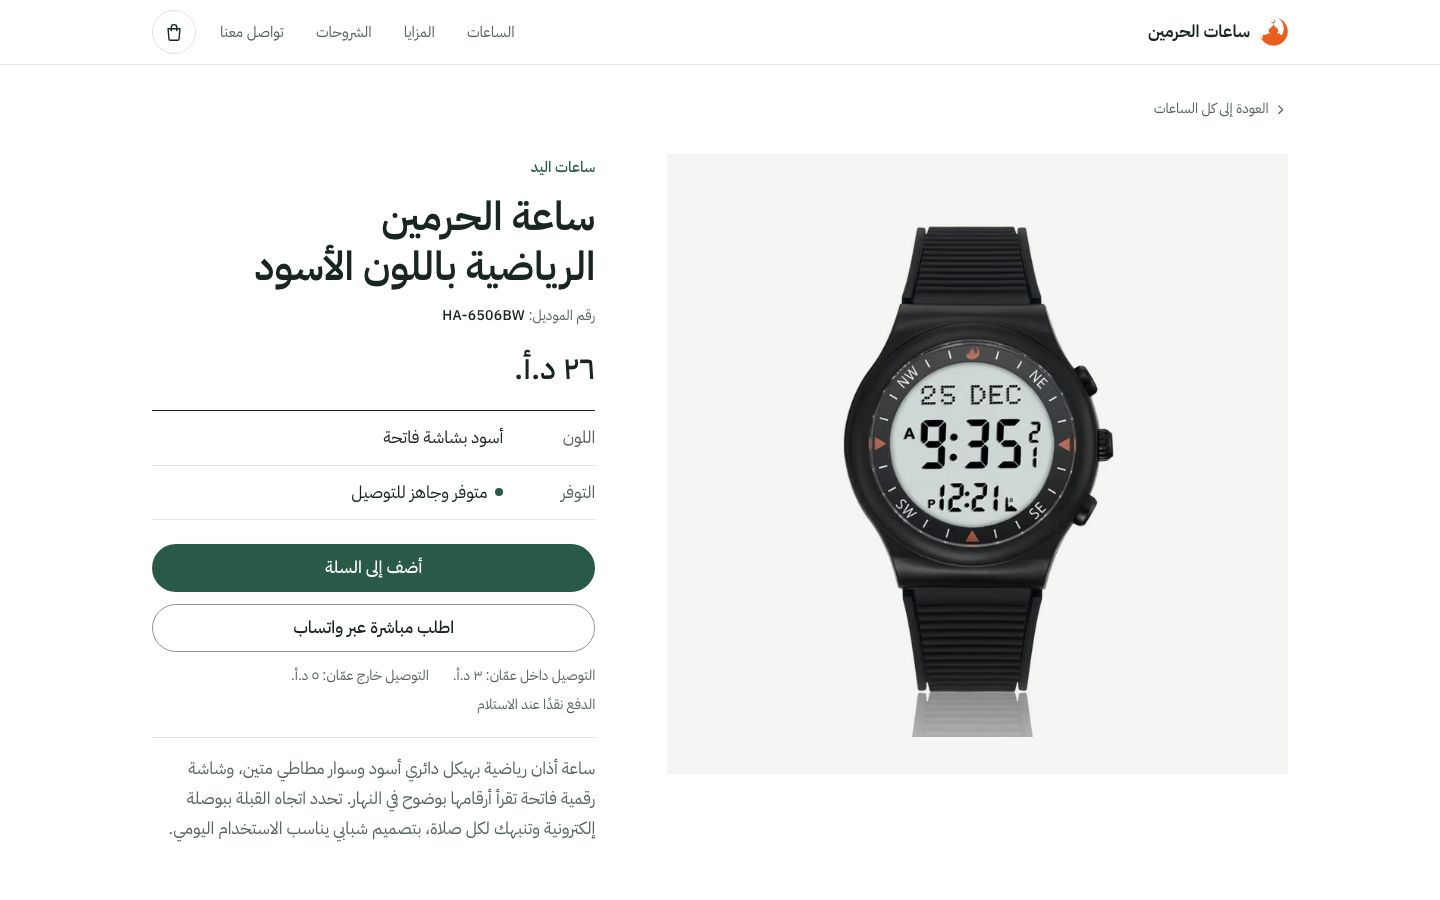 ساعات الحرمين
الساعات
المزايا
الشروحات
تواصل معنا
العودة إلى كل الساعات
NW
NE
25 DEC
A 9:35 21
P 12:21
SW
SE
ساعات اليد
ساعة الحرمين
الرياضية باللون الأسود
رقم الموديل: HA-6506BW
٢٦ د.أ.
اللون أسود بشاشة فاتحة
التوفر متوفر وجاهز للتوصيل
أضف إلى السلة
اطلب مباشرة عبر واتساب
التوصيل داخل عمّان: ٣ د.أ. التوصيل خارج عمّان: ٥ د.أ.
الدفع نقدًا عند الاستلام
ساعة أذان رياضية بهيكل دائري أسود وسوار مطاطي متين، وشاشة
رقمية فاتحة تقرأ أرقامها بوضوح في النهار. تحدد اتجاه القبلة ببوصلة
إلكترونية وتنبهك لكل صلاة، بتصميم شبابي يناسب الاستخدام اليومي.